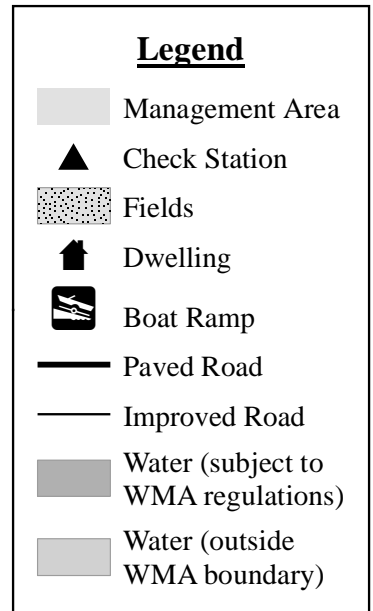 Legend
Management Area
Check Station
Fields
Dwelling
Boat Ramp
Paved Road
Improved Road
Water (subject to
WMA regulations)
Water (outside
WMA boundary)